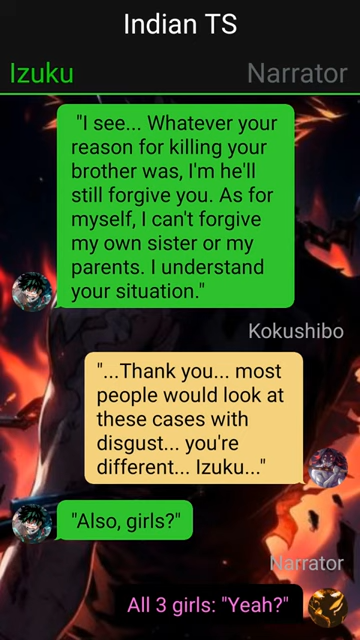 Indian TS
Izuku
Narrator
"I see... Whatever your
reason for killing your
brother was, I'm he'll
still forgive you. As for
myself, I can't forgive
my own sister or my
parents. I understand
your situation."
Kokushibo
"...Thank you... most
people would look at
these cases with
disgust... you're
different... Izuku..."
"Also, girls?"
Narrator
All 3 girls: "Yeah?"